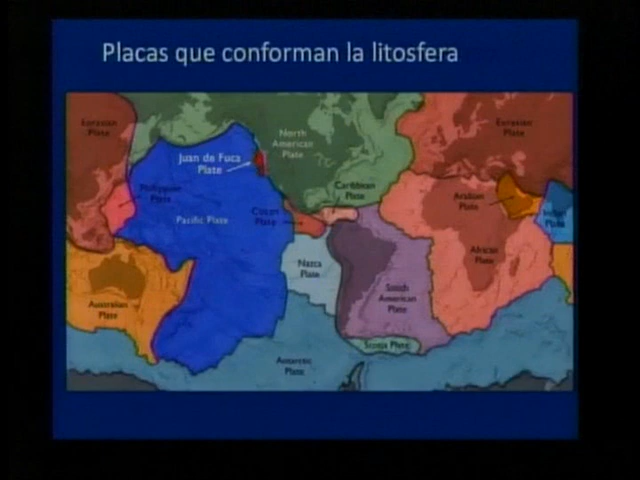 Placas que conforman la litosfera
Eurasian
Plate
North
American
Plate
Eurasian
Plate
Juan de Fuca
Plate
Philippine
Plate
Caribbean
Plate
Arabian
Plate
Indian
Plate
Pacific Plate
Cocos
Plate
African
Plate
Nazca
Plate
South
American
Plate
Australian
Plate
Scotia Plate
Antarctic
Plate